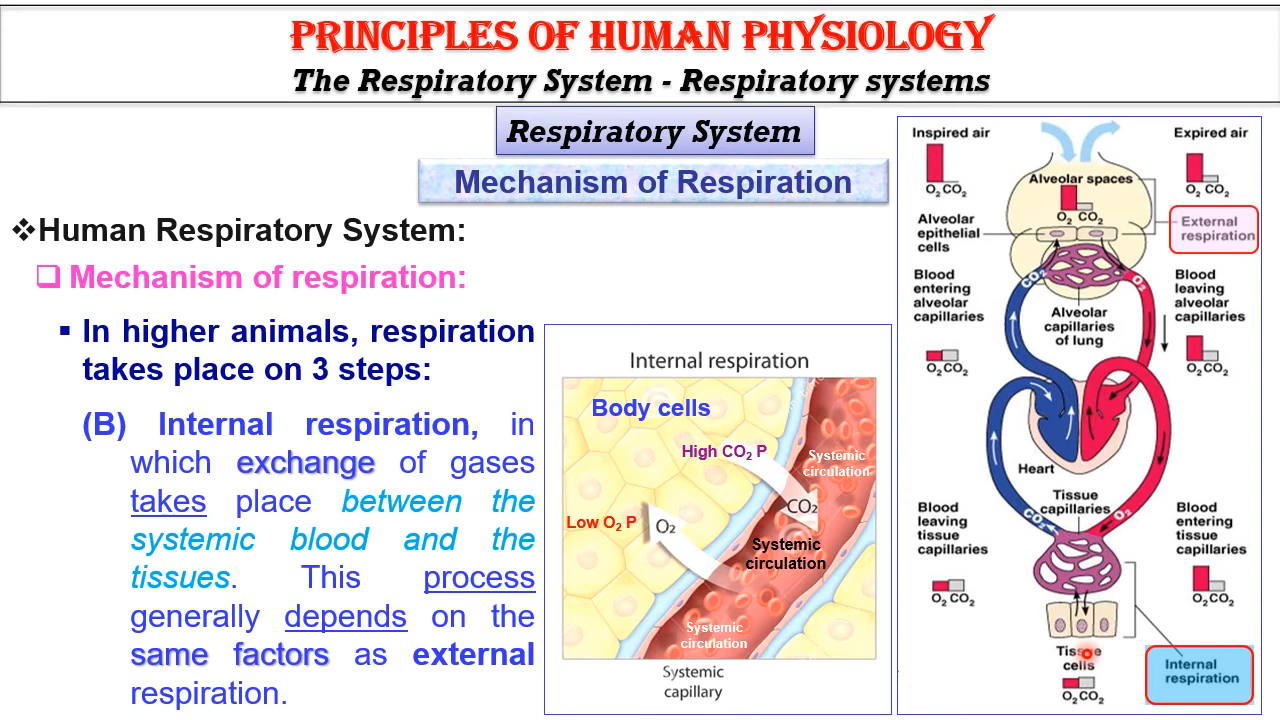 PRINCIPLES OF HUMAN PHYSIOLOGY
The Respiratory System - Respiratory systems
Respiratory System
Mechanism of Respiration
❖Human Respiratory System:
❑ Mechanism of respiration:
▪ In higher animals, respiration
takes place on 3 steps:
(B) Internal respiration, in
which exchange of gases
takes place between the
systemic blood and the
tissues. This process
generally depends on the
same factors as external
respiration.
Internal respiration
Body cells
High CO₂ P
Systemic
circulation
CO₂
Low O₂ P
O₂
Systemic
circulation
Systemic
circulation
Systemic
capillary
Inspired air
O₂ CO₂
Expired air
O₂ CO₂
Alveolar spaces
O₂ CO₂
Alveolar
epithelial
cells
External
respiration
CO₂
O₂
Blood
entering
alveolar
capillaries
O₂ CO₂
Alveolar
capillaries
of lung
Blood
leaving
alveolar
capillaries
O₂ CO₂
Heart
Tissue
capillaries
CO₂
O₂
Blood
leaving
tissue
capillaries
O₂ CO₂
Blood
entering
tissue
capillaries
O₂ CO₂
Tissue
cells
O₂ CO₂
Internal
respiration